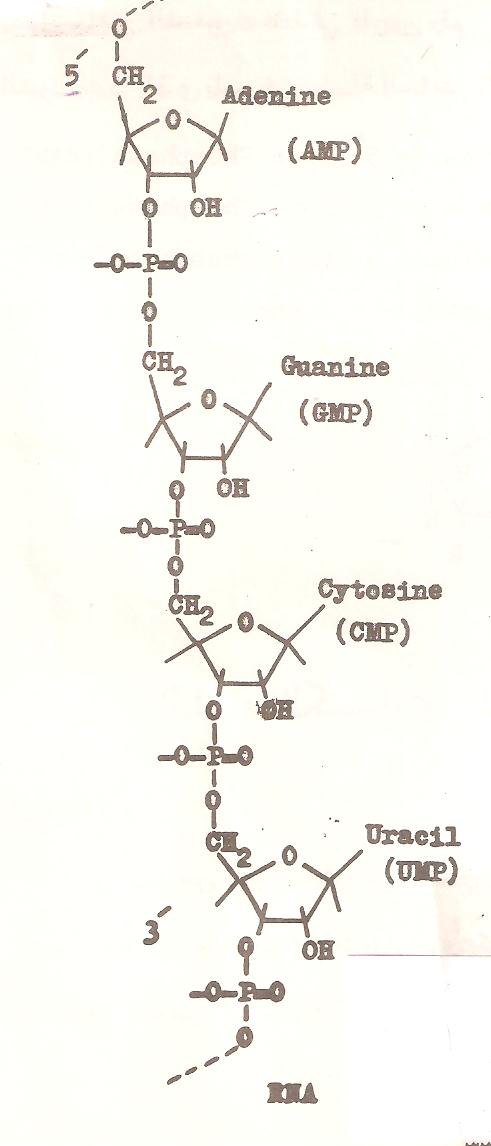 O
5′ CH2
O Adenine
(AMP)
O OH
-O-P=O
O
CH2
O Guanine
(GMP)
O OH
-O-P=O
O
CH2
O Cytosine
(CMP)
O OH
-O-P=O
O
CH2
O Uracil
(UMP)
3′
O OH
-O-P=O
O
RNA